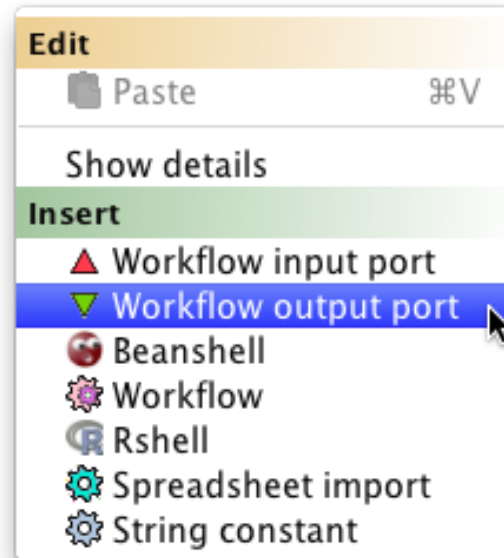 Edit
Paste ⌘V
Show details
Insert
Workflow input port
Workflow output port
Beanshell
Workflow
Rshell
Spreadsheet import
String constant